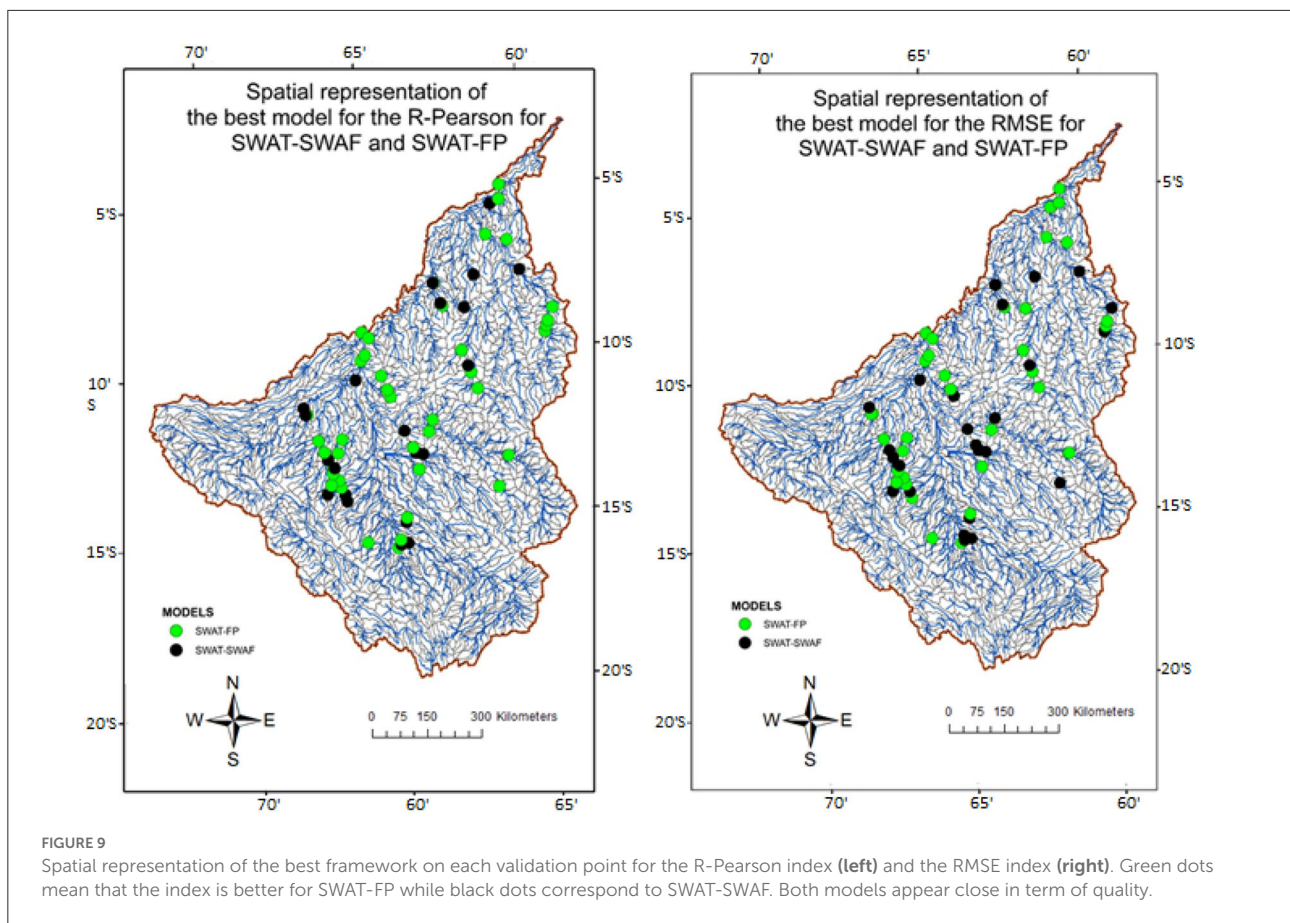 70' 65' 60'
Spatial representation of
the best model for the R-Pearson for
SWAT-SWAF and SWAT-FP
5'S
5'S
10'S
10'
S
15'S
15'S
MODELS
SWAT-FP
SWAT-SWAF
20'S
N
W E
S
0 75 150 300 Kilometers
20'S
70' 60' 65'
70' 65' 60'
Spatial representation of
the best model for the RMSE for
SWAT-SWAF and SWAT-FP
5'S
5'S
10'S
10'S
15'S
15'S
MODELS
SWAT-FP
SWAT-SWAF
20'S
N
W E
S
0 75 150 300 Kilometers
20'S
70' 65' 60'
FIGURE 9
Spatial representation of the best framework on each validation point for the R-Pearson index (left) and the RMSE index (right). Green dots
mean that the index is better for SWAT-FP while black dots correspond to SWAT-SWAF. Both models appear close in term of quality.